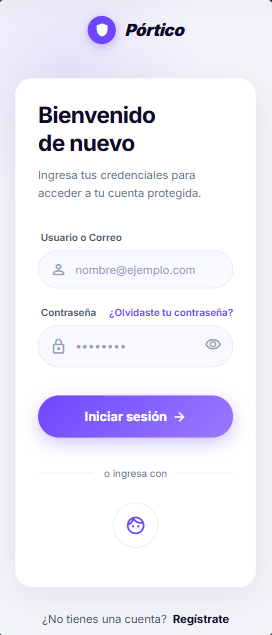 Pórtico
Bienvenido
de nuevo
Ingresa tus credenciales para
acceder a tu cuenta protegida.
Usuario o Correo
nombre@ejemplo.com
Contraseña ¿Olvidaste tu contraseña?
••••••••
Iniciar sesión →
o ingresa con
¿No tienes una cuenta? Regístrate